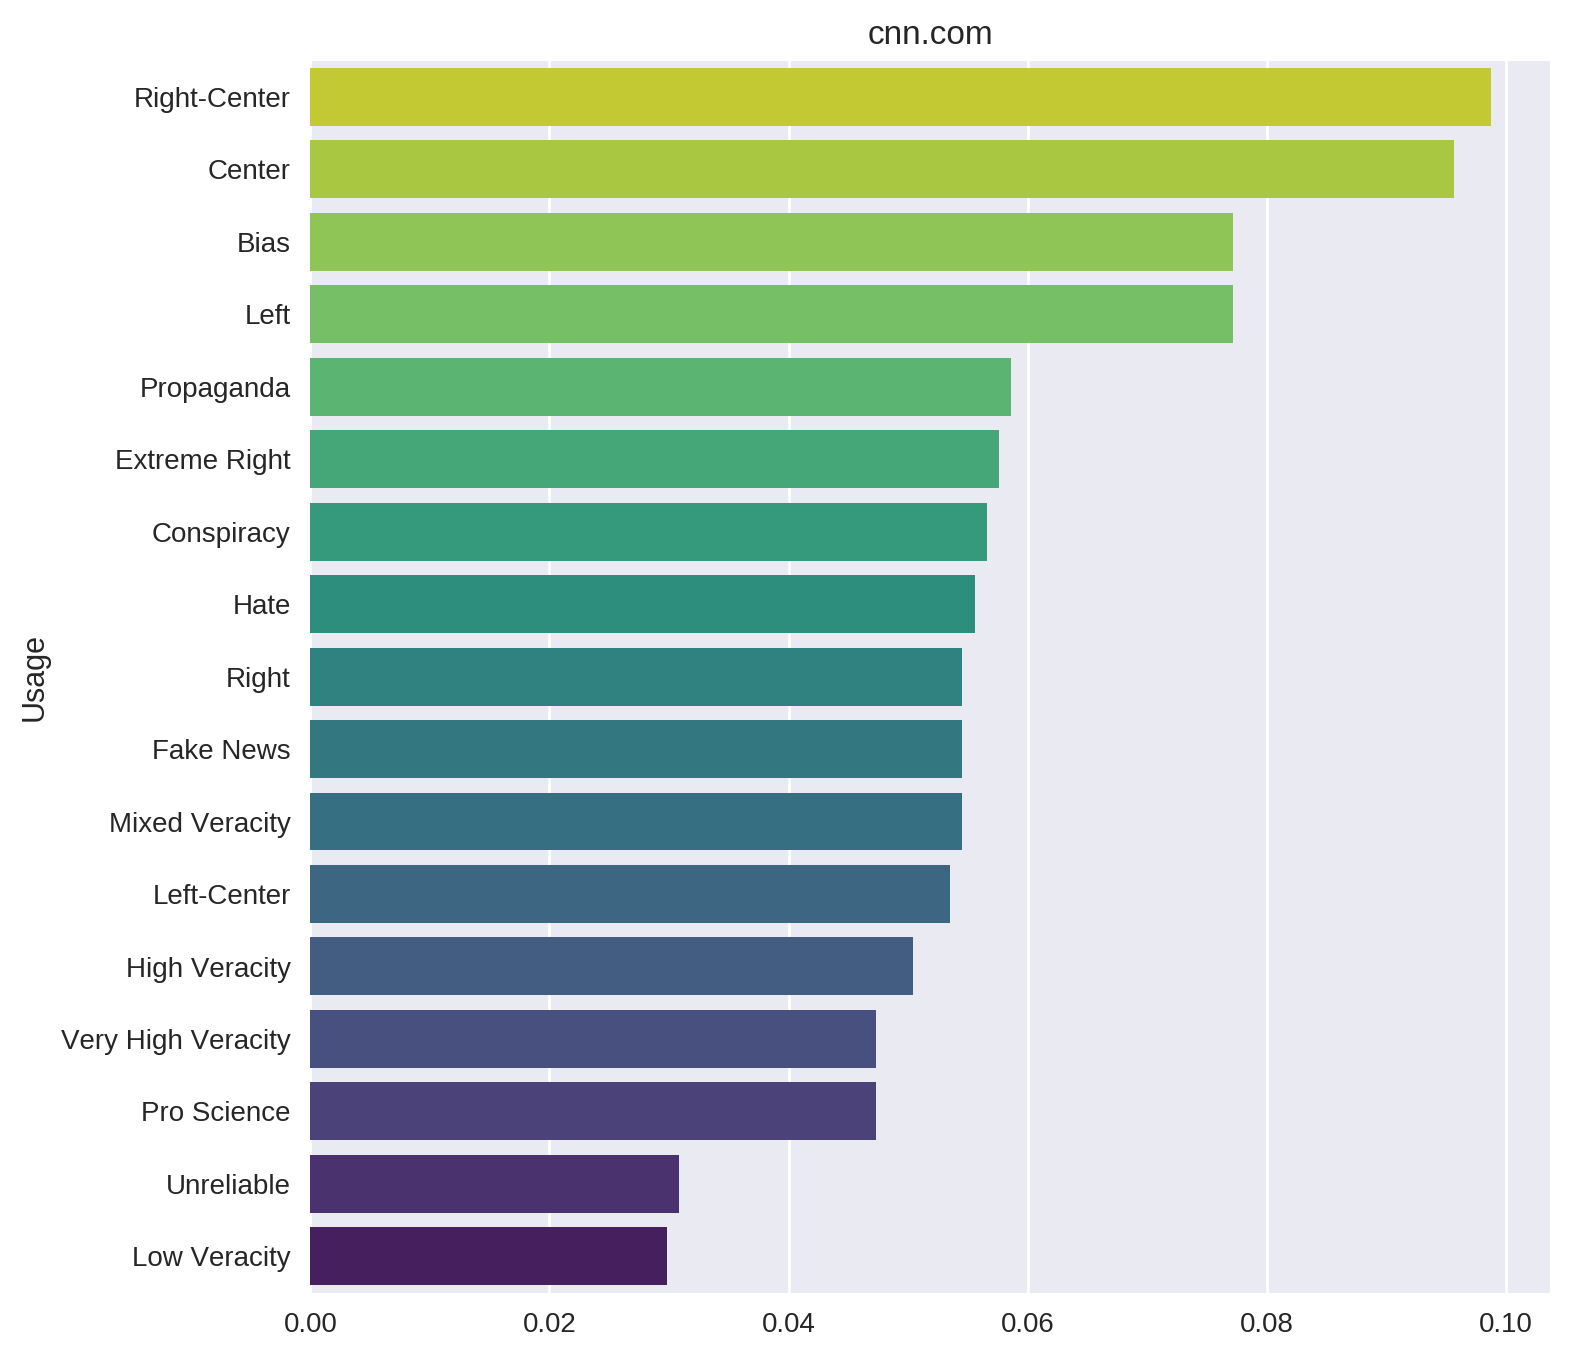 cnn.com
Right-Center
Center
Bias
Left
Propaganda
Extreme Right
Conspiracy
Hate
Right
Fake News
Mixed Veracity
Left-Center
High Veracity
Very High Veracity
Pro Science
Unreliable
Low Veracity
Usage
0.00 0.02 0.04 0.06 0.08 0.10